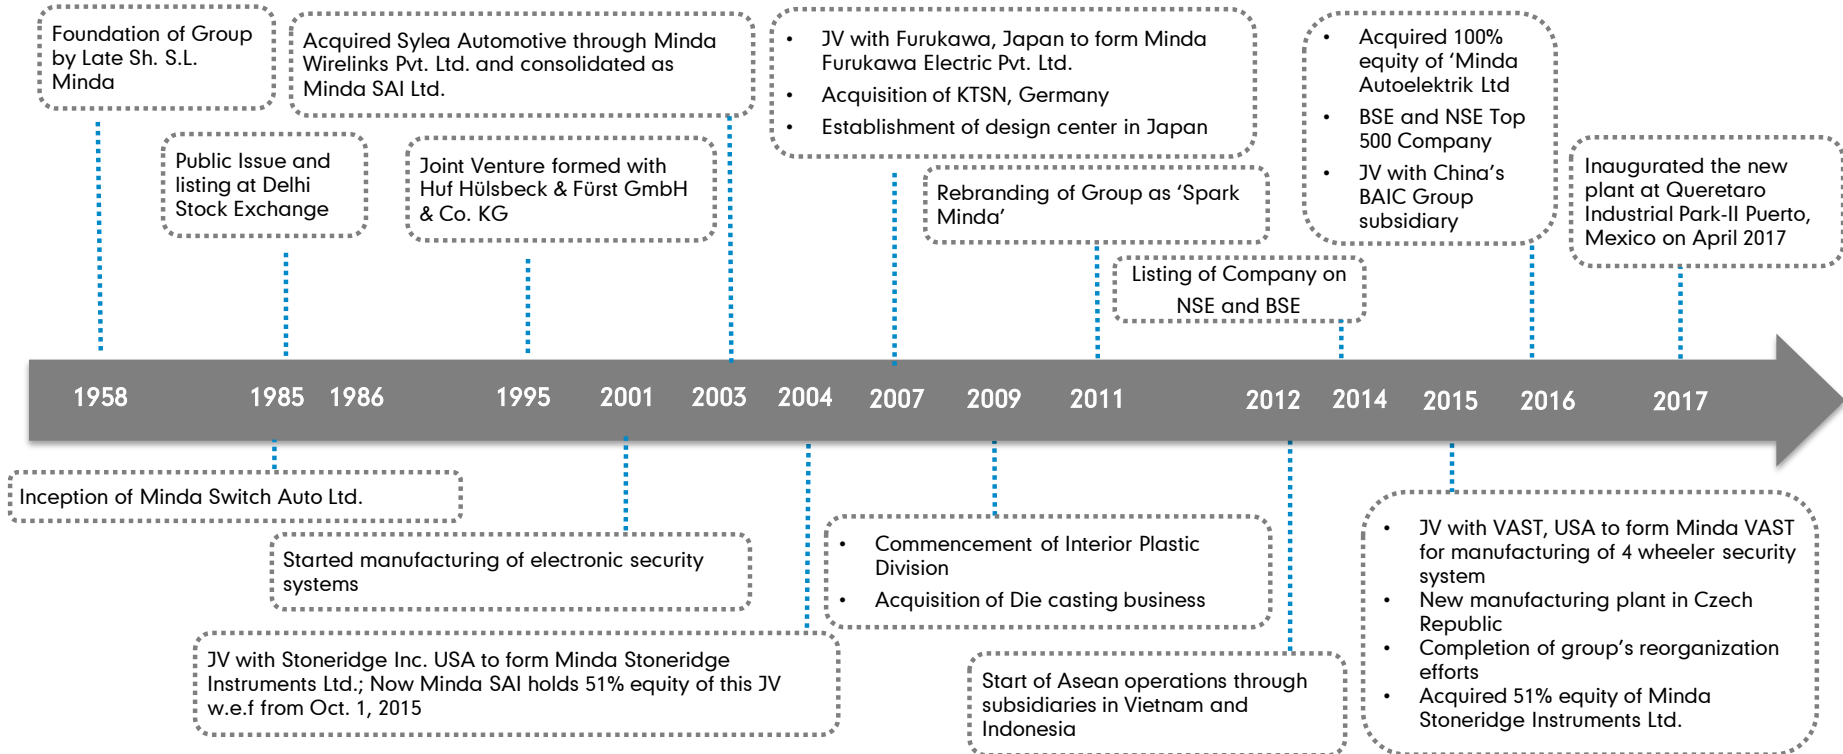 Foundation of Group
by Late Sh. S.L.
Minda
Acquired Sylea Automotive through Minda
Wirelinks Pvt. Ltd. and consolidated as
Minda SAI Ltd.
• JV with Furukawa, Japan to form Minda
Furukawa Electric Pvt. Ltd.
• Acquisition of KTSN, Germany
• Establishment of design center in Japan
• Acquired 100%
equity of ‘Minda
Autoelektrik Ltd
• BSE and NSE Top
500 Company
• JV with China’s
BAIC Group
subsidiary
Public Issue and
listing at Delhi
Stock Exchange
Joint Venture formed with
Huf Hülsbeck & Fürst GmbH
& Co. KG
Rebranding of Group as ‘Spark
Minda’
Inaugurated the new
plant at Queretaro
Industrial Park-II Puerto,
Mexico on April 2017
Listing of Company on
NSE and BSE
1958 1985 1986 1995 2001 2003 2004 2007 2009 2011 2012 2014 2015 2016 2017
Inception of Minda Switch Auto Ltd.
Started manufacturing of electronic security
systems
JV with Stoneridge Inc. USA to form Minda Stoneridge
Instruments Ltd.; Now Minda SAI holds 51% equity of this JV
w.e.f from Oct. 1, 2015
• Commencement of Interior Plastic
Division
• Acquisition of Die casting business
Start of Asean operations through
subsidiaries in Vietnam and
Indonesia
• JV with VAST, USA to form Minda VAST
for manufacturing of 4 wheeler security
system
• New manufacturing plant in Czech
Republic
• Completion of group’s reorganization
efforts
• Acquired 51% equity of Minda
Stoneridge Instruments Ltd.